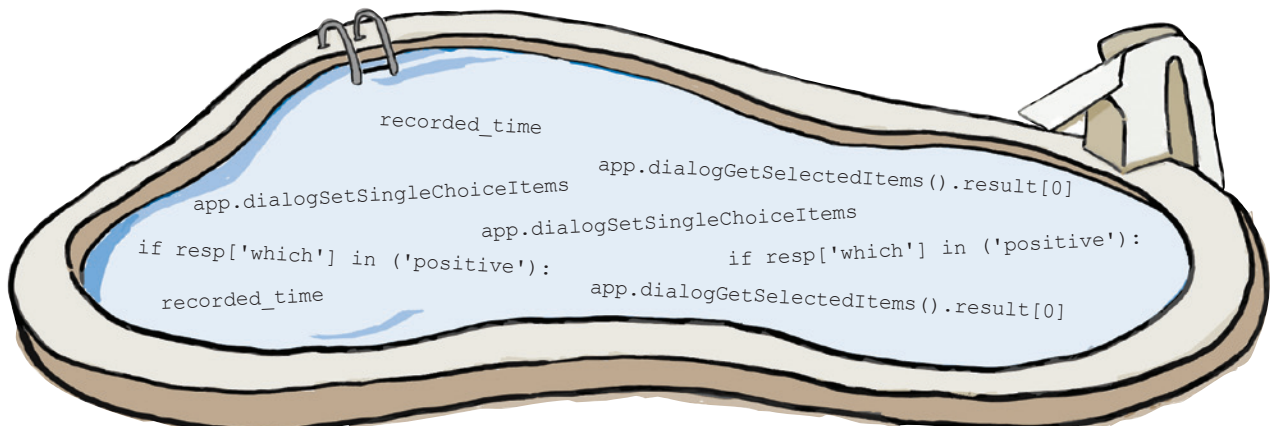 recorded_time
app.dialogGetSelectedItems().result[0]
app.dialogSetSingleChoiceItems
app.dialogSetSingleChoiceItems
if resp['which'] in ('positive'):
if resp['which'] in ('positive'):
recorded_time
app.dialogGetSelectedItems().result[0]